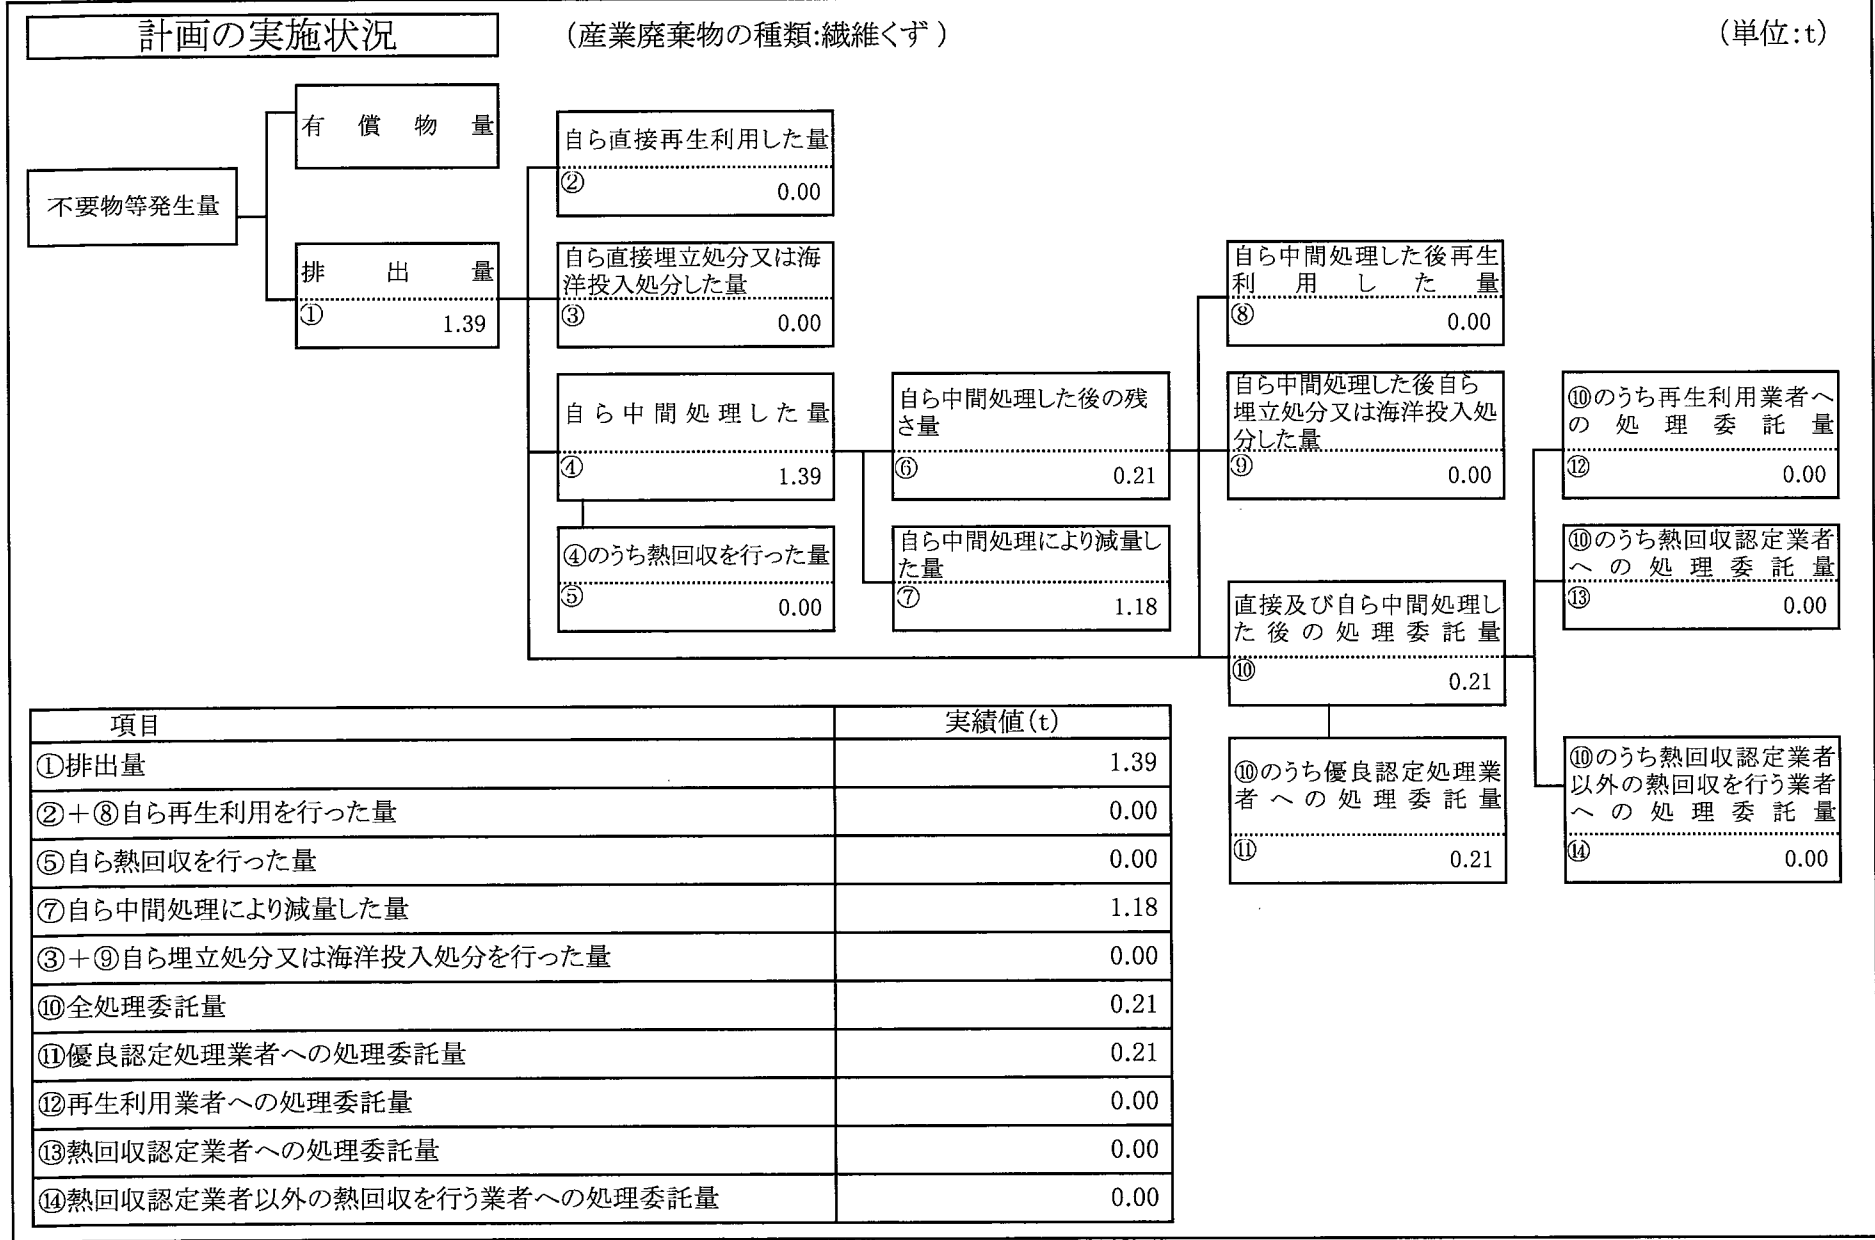 計画の実施状況
(産業廃棄物の種類:繊維くず)
(単位:t)
不要物等発生量
有償物量
排出量
① 1.39
自ら直接再生利用した量
② 0.00
自ら直接埋立処分又は海
洋投入処分した量
③ 0.00
自ら中間処理した量
④ 1.39
④のうち熱回収を行った量
⑤ 0.00
自ら中間処理した後の残
さ量
⑥ 0.21
自ら中間処理により減量し
た量
⑦ 1.18
自ら中間処理した後再生
利用した量
⑧ 0.00
自ら中間処理した後自ら
埋立処分又は海洋投入処
分した量
⑨ 0.00
直接及び自ら中間処理し
た後の処理委託量
⑩ 0.21
⑩のうち優良認定処理業
者への処理委託量
⑪ 0.21
⑩のうち再生利用業者へ
の処理委託量
⑫ 0.00
⑩のうち熱回収認定業者
への処理委託量
⑬ 0.00
⑩のうち熱回収認定業者
以外の熱回収を行う業者
への処理委託量
⑭ 0.00
項目 実績値(t)
①排出量 1.39
②+⑧自ら再生利用を行った量 0.00
⑤自ら熱回収を行った量 0.00
⑦自ら中間処理により減量した量 1.18
③+⑨自ら埋立処分又は海洋投入処分を行った量 0.00
⑩全処理委託量 0.21
⑪優良認定処理業者への処理委託量 0.21
⑫再生利用業者への処理委託量 0.00
⑬熱回収認定業者への処理委託量 0.00
⑭熱回収認定業者以外の熱回収を行う業者への処理委託量 0.00